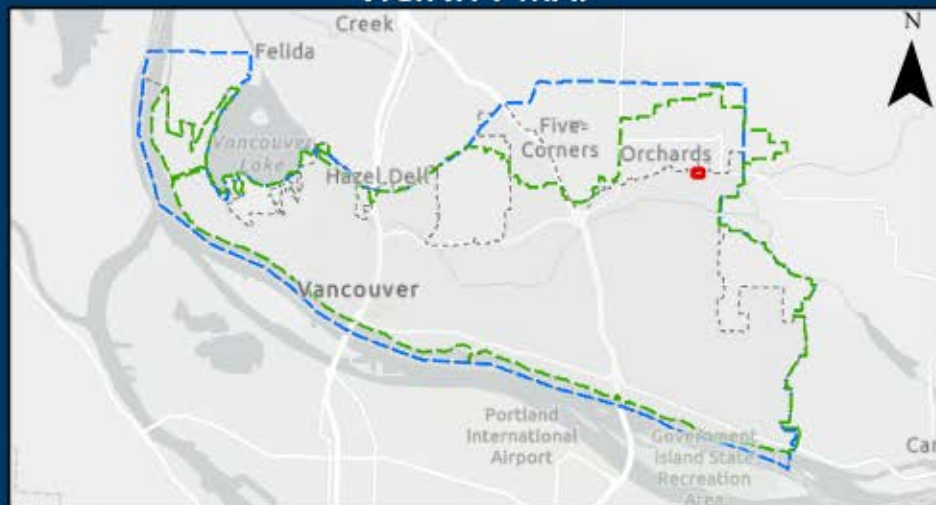 Creek
N
Felida
Vancouver
Lake
Five
Corners
Orchards
Hazel Dell
Vancouver
Portland
International
Airport
Government
Island State
Recreation
Area